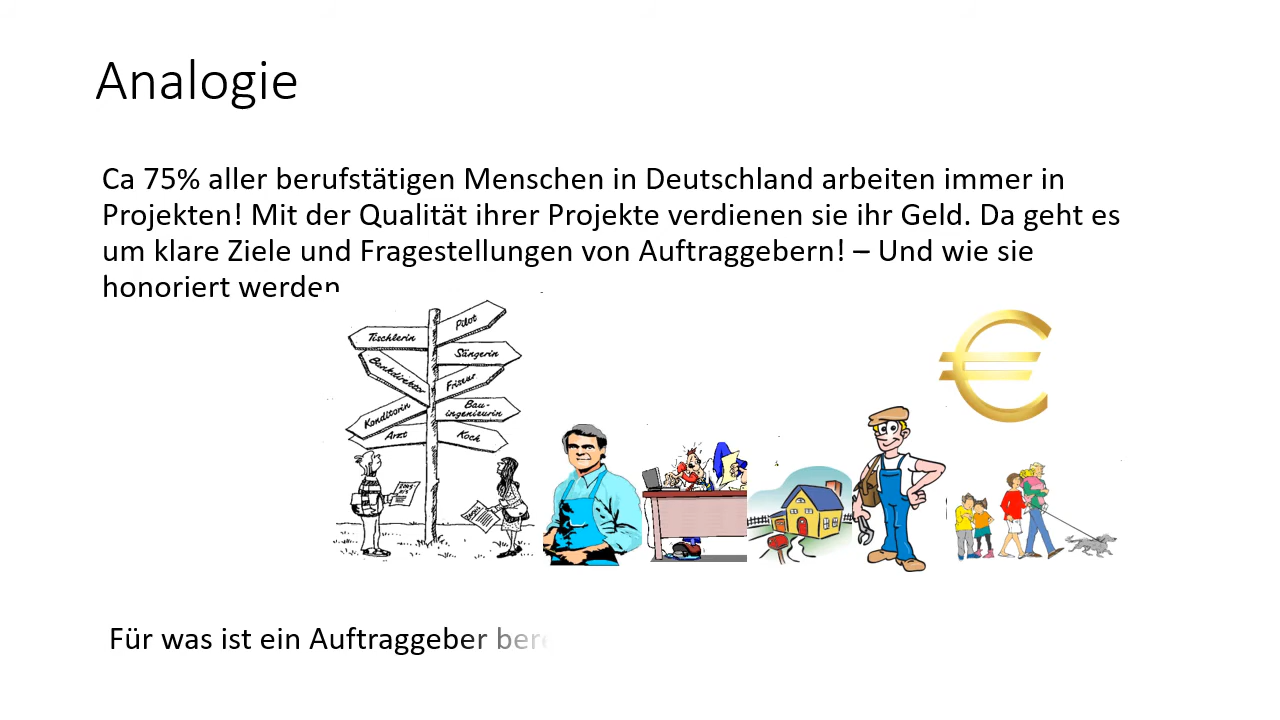 Analogie
Ca 75% aller berufstätigen Menschen in Deutschland arbeiten immer in
Projekten! Mit der Qualität ihrer Projekte verdienen sie ihr Geld. Da geht es
um klare Ziele und Fragestellungen von Auftraggebern! – Und wie sie
honoriert werden
Pilot
Tischlerin
Sängerin
Bankdirektor
Friseur
Konditorin
Bau-
ingenieurin
Arzt
Koch
€
Für was ist ein Auftraggeber